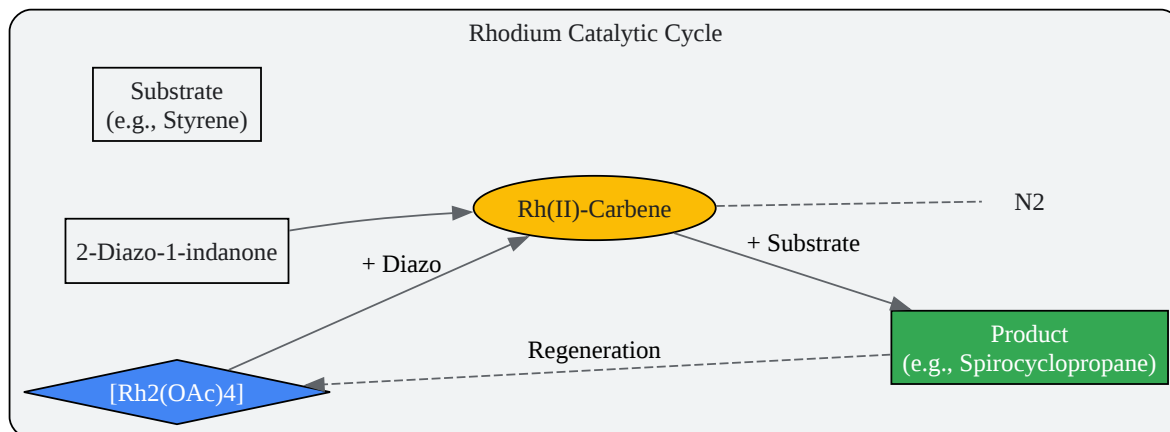 Rhodium Catalytic Cycle
Substrate
(e.g., Styrene)
Rh(II)-Carbene
N2
2-Diazo-1-indanone
+ Diazo
+ Substrate
Product
(e.g., Spirocyclopropane)
Regeneration
[Rh2(OAc)4]